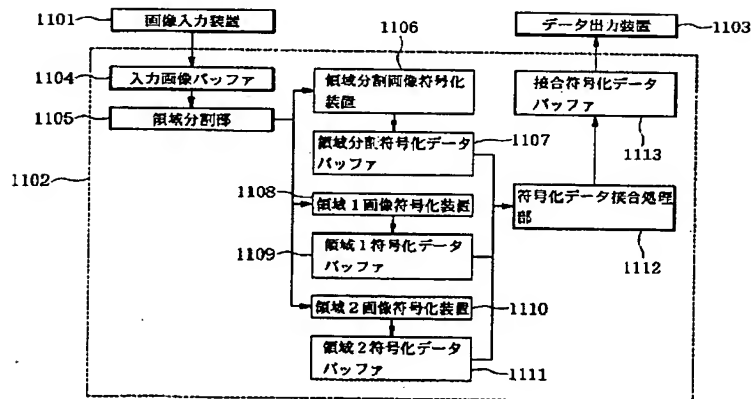 1101
画像入力装置
データ出力装置
1103
1106
1104
入力画像バッファ
領域分割画像符号化
装置
接合符号化データ
バッファ
1105
領域分割部
1113
領域分割符号化データ
バッファ
1107
1102
1108
領域1画像符号化装置
符号化データ接合処理
部
1112
1109
領域1符号化データ
バッファ
領域2画像符号化装置
1110
領域2符号化データ
バッファ
1111